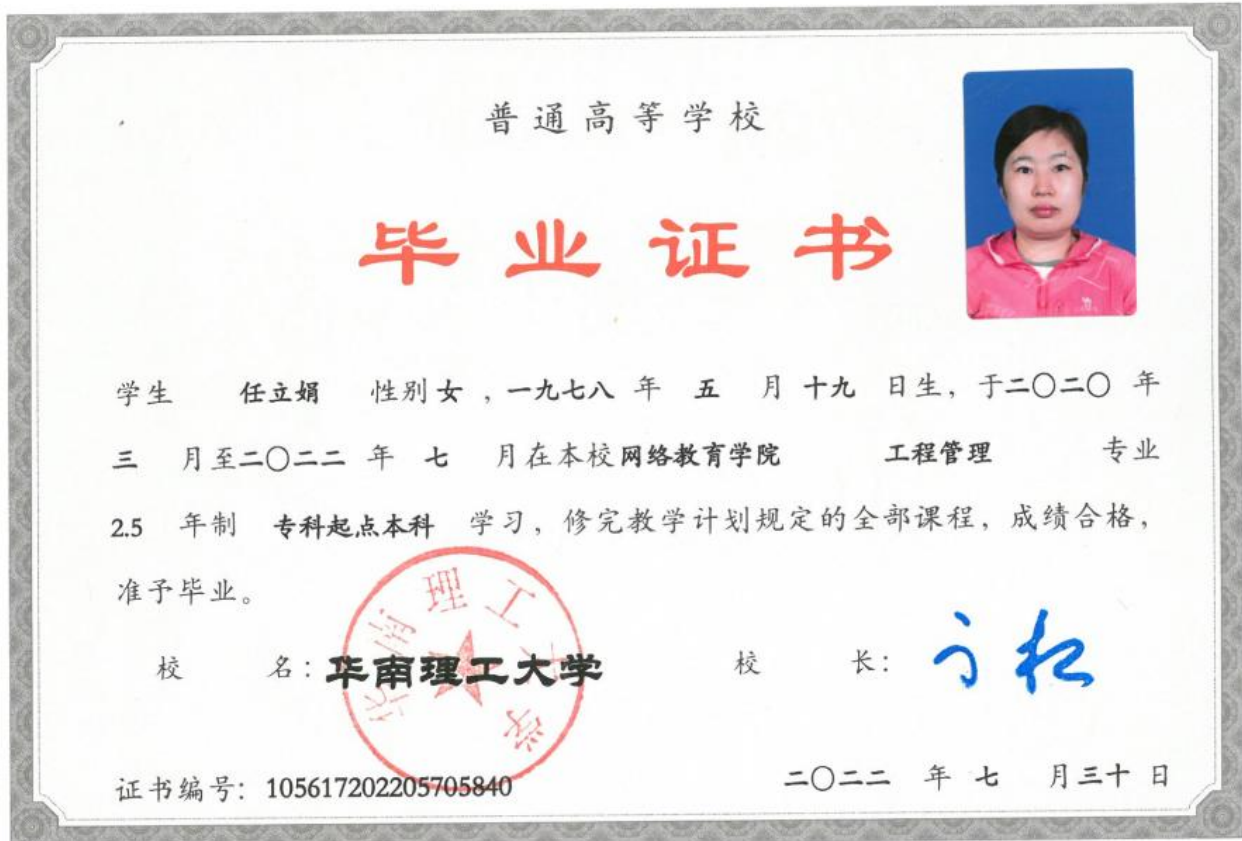 普通高等学校
毕业证书
学生 任立娟 性别 女 ，一九七八 年 五 月 十九 日生，于二〇二〇 年
三 月至二〇二二 年 七 月在本校网络教育学院 工程管理 专业
2.5 年制 专科起点本科 学习，修完教学计划规定的全部课程，成绩合格，
准予毕业。
华南理工大学
校 名：华南理工大学 校 长：
证书编号：105617202205705840 二〇二二 年 七 月三十 日